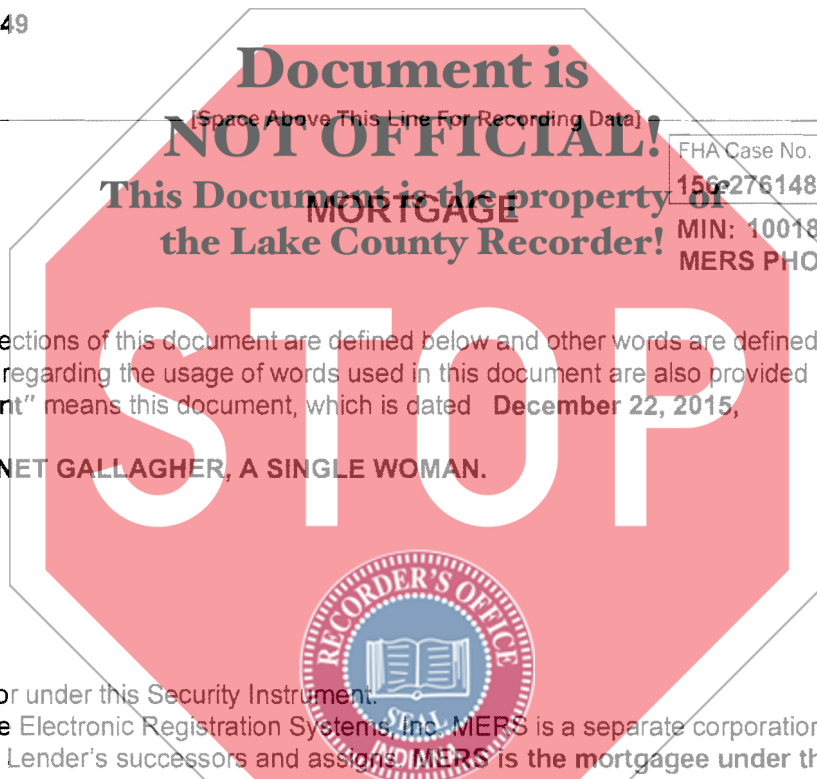 49
Document is
[Space Above This Line For Recording Data]
NOT OFFICIAL!
FHA Case No.
This Document is the property of
156-276148
MORTGAGE
the Lake County Recorder!
MIN: 10018
MERS PHO
ections of this document are defined below and other words are defined
regarding the usage of words used in this document are also provided
nt" means this document, which is dated December 22, 2015,
NET GALLAGHER, A SINGLE WOMAN.
STOP
RECORDER'S OFFICE
SEAL
INDIANA
or under this Security Instrument.
e Electronic Registration Systems, Inc. MERS is a separate corporation
Lender's successors and assigns. MERS is the mortgagee under th